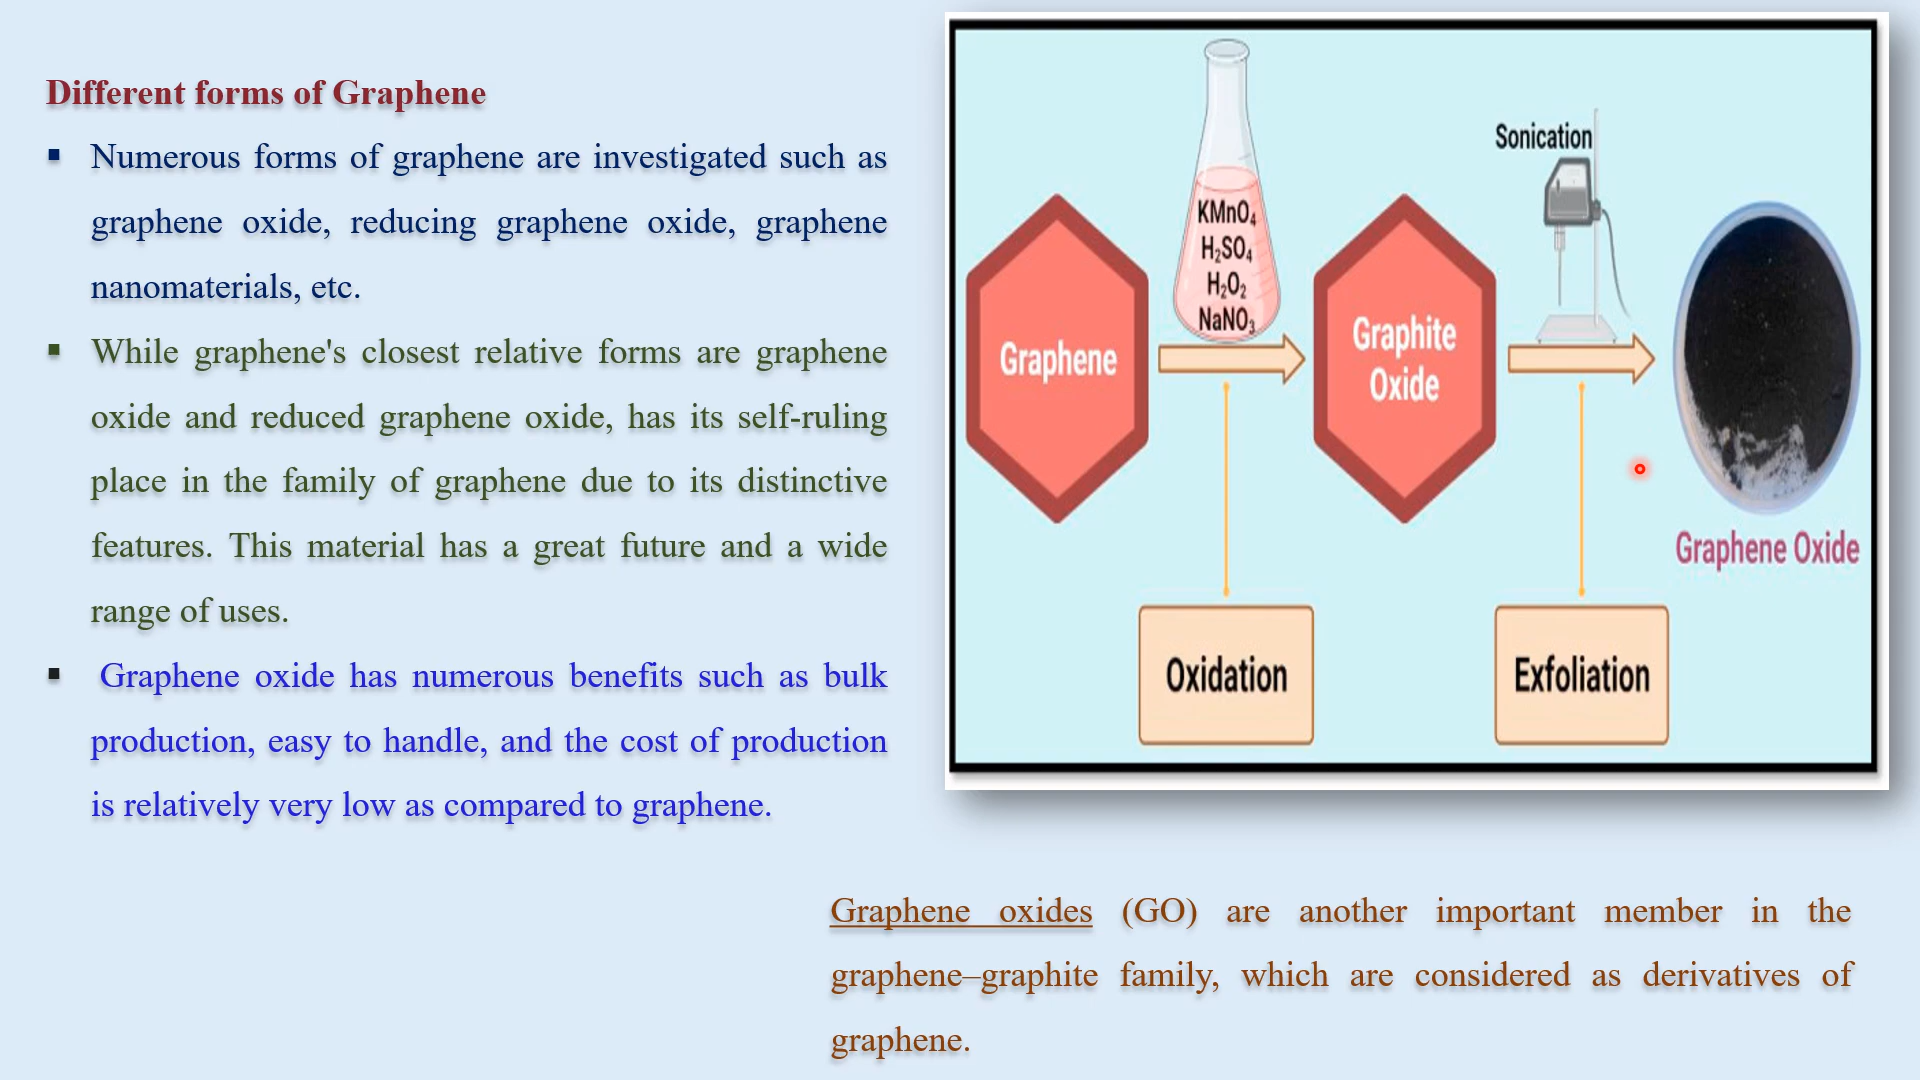 Different forms of Graphene
▪ Numerous forms of graphene are investigated such as
graphene oxide, reducing graphene oxide, graphene
nanomaterials, etc.
▪ While graphene's closest relative forms are graphene
oxide and reduced graphene oxide, has its self-ruling
place in the family of graphene due to its distinctive
features. This material has a great future and a wide
range of uses.
▪ Graphene oxide has numerous benefits such as bulk
production, easy to handle, and the cost of production
is relatively very low as compared to graphene.
Graphene
KMnO₄
H₂SO₄
H₂O₂
NaNO₃
Graphite
Oxide
Sonication
Graphene Oxide
Oxidation
Exfoliation
Graphene oxides (GO) are another important member in the
graphene–graphite family, which are considered as derivatives of
graphene.